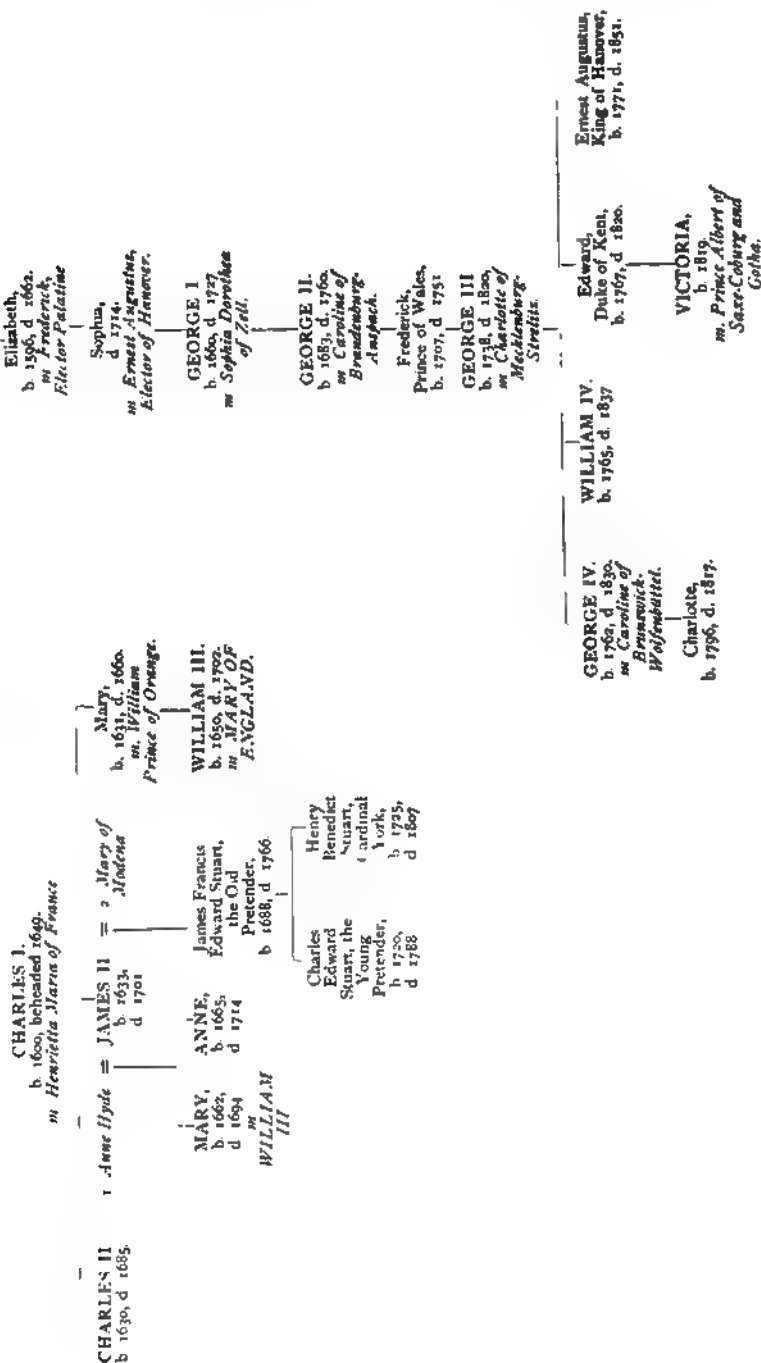 CHARLES I.
b. 1600, beheaded 1649.
m Henrietta Maria of France
Elizabeth,
b. 1596, d 1662.
m Frederick,
Elector Palatine
CHARLES II
b 1630, d 1685.
1 Anne Hyde = JAMES II = 2 Mary of
Modena
b. 1633,
d 1701
Mary,
b. 1631, d. 1660.
m. William
Prince of Orange.
Sophia,
d 1714.
m Ernest Augustus,
Elector of Hanover.
MARY,
b. 1662,
d 1694
m
WILLIAM
III
ANNE,
b. 1665,
d 1714
James Francis
Edward Stuart,
the Old
Pretender,
b 1688, d 1766.
WILLIAM III.
b. 1650, d. 1702.
m MARY OF
ENGLAND.
GEORGE I
b. 1660, d 1727
m Sophia Dorothea
of Zell.
Charles
Edward
Stuart, the
Young
Pretender,
b 1720,
d 1788
Henry
Benedict
Stuart,
Cardinal
York,
b 1725,
d 1807
GEORGE II.
b 1683, d. 1760.
m Caroline of
Brandenburg-
Anspach.
Frederick,
Prince of Wales,
b. 1707, d 1751
GEORGE III
b. 1738, d 1820,
m Charlotte of
Mecklenburg-
Strelitz.
GEORGE IV.
b. 1762, d 1830.
m Caroline of
Brunswick-
Wolfenbüttel.
WILLIAM IV.
b. 1765, d. 1837
Edward,
Duke of Kent,
b. 1767, d 1820.
Ernest Augustus,
King of Hanover,
b. 1771, d. 1851.
Charlotte,
b. 1796, d. 1817.
VICTORIA,
b. 1819.
m. Prince Albert of
Saxe-Coburg and
Gotha.